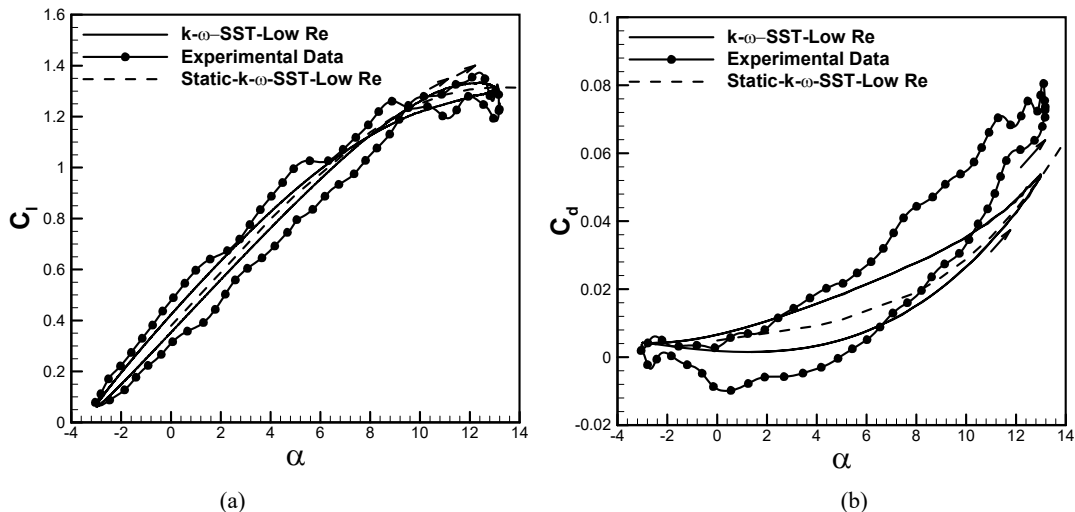 k-ω-SST-Low Re
Experimental Data
Static-k-ω-SST-Low Re
1.6
1.4
1.2
1
0.8
0.6
0.4
0.2
0
C_l
-4 -2 0 2 4 6 8 10 12 14
α
(a)
k-ω-SST-Low Re
Experimental Data
Static-k-ω-SST-Low Re
0.1
0.08
0.06
0.04
0.02
0
-0.02
C_d
-4 -2 0 2 4 6 8 10 12 14
α
(b)